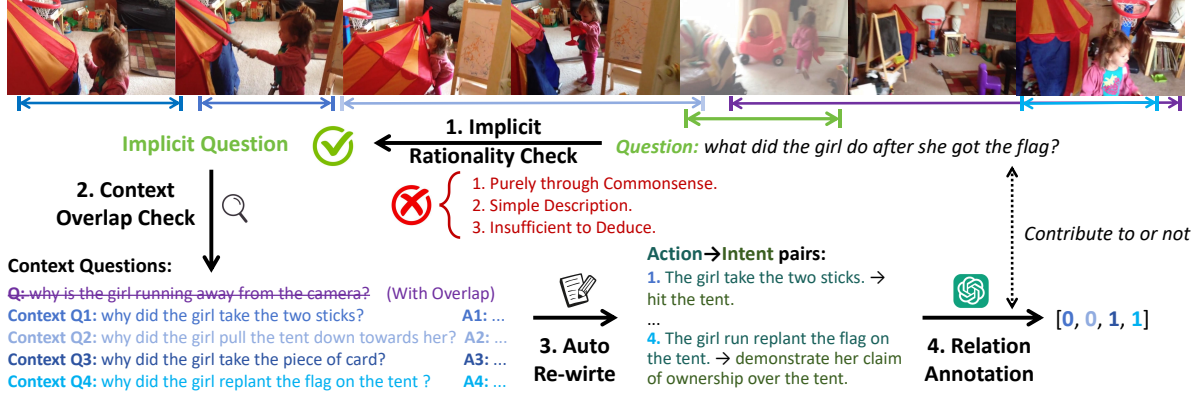 1. Implicit
Rationality Check
Implicit Question
Question: what did the girl do after she got the flag?
1. Purely through Commonsense.
2. Simple Description.
3. Insufficient to Deduce.
2. Context
Overlap Check
Contribute to or not
Context Questions:
Q: why is the girl running away from the camera? (With Overlap)
Context Q1: why did the girl take the two sticks? A1: ...
Context Q2: why did the girl pull the tent down towards her? A2: ...
Context Q3: why did the girl take the piece of card? A3: ...
Context Q4: why did the girl replant the flag on the tent ? A4: ...
3. Auto
Re-wirte
Action→Intent pairs:
1. The girl take the two sticks. →
hit the tent.
...
4. The girl run replant the flag on
the tent. → demonstrate her claim
of ownership over the tent.
4. Relation
Annotation
[0, 0, 1, 1]